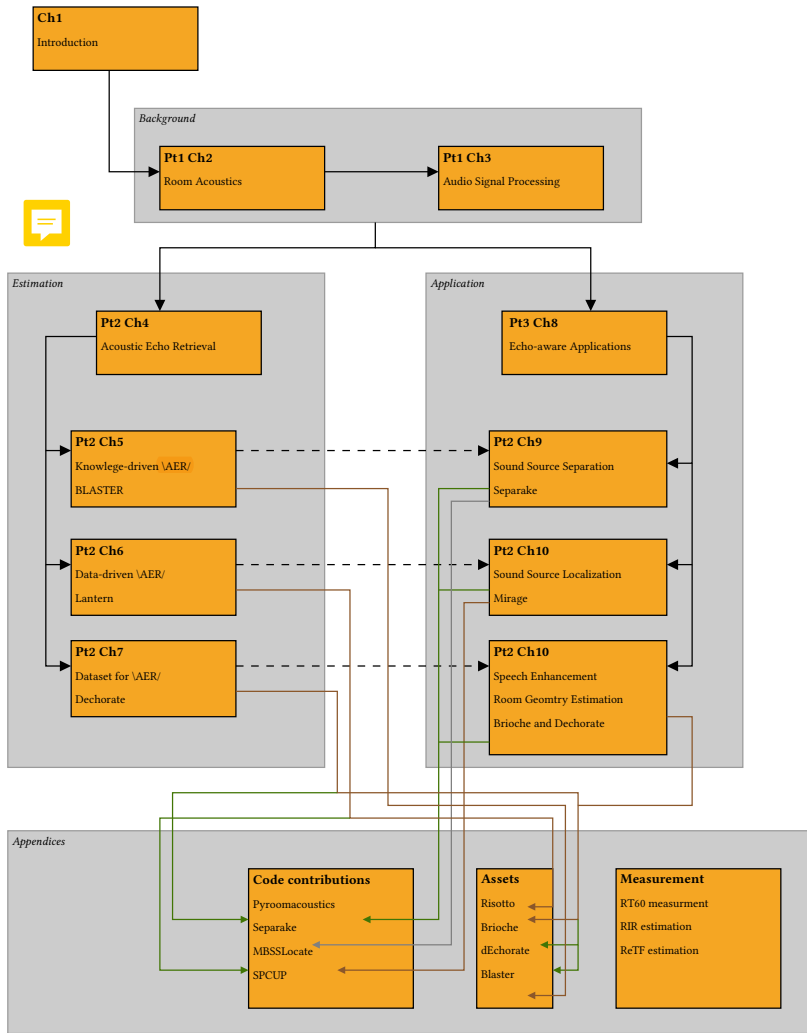 Ch1
Introduction
Background
Pt1 Ch2
Room Acoustics
Pt1 Ch3
Audio Signal Processing
Estimation
Pt2 Ch4
Acoustic Echo Retrieval
Pt2 Ch5
Knowlege-driven \AER/
BLASTER
Pt2 Ch6
Data-driven \AER/
Lantern
Pt2 Ch7
Dataset for \AER/
Dechorate
Application
Pt3 Ch8
Echo-aware Applications
Pt2 Ch9
Sound Source Separation
Separake
Pt2 Ch10
Sound Source Localization
Mirage
Pt2 Ch10
Speech Enhancement
Room Geomtry Estimation
Brioche and Dechorate
Appendices
Code contributions
Pyroomacoustics
Separake
MBSSLocate
SPCUP
Assets
Risotto
Brioche
dEchorate
Blaster
Measurement
RT60 measurment
RIR estimation
ReTF estimation